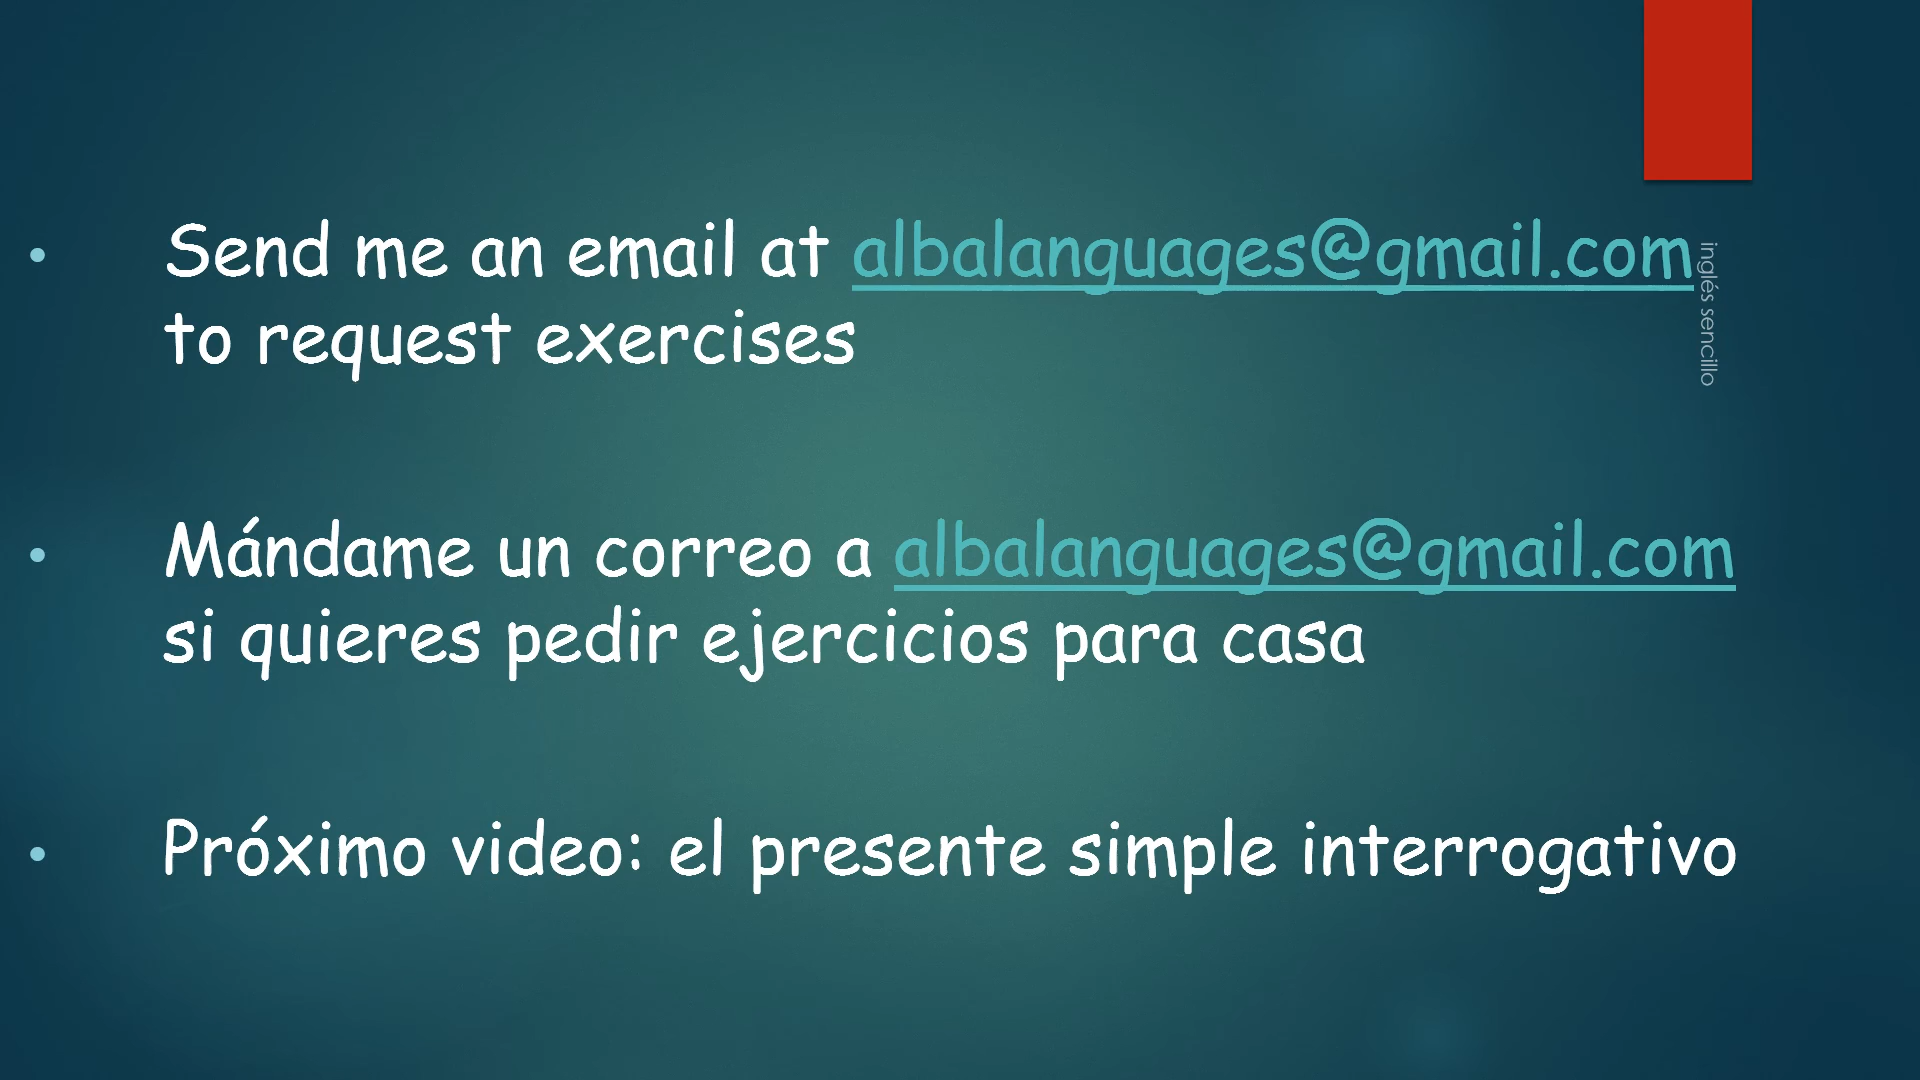 Send me an email at albalanguages@gmail.com
to request exercises
inglés sencillo
Mándame un correo a albalanguages@gmail.com
si quieres pedir ejercicios para casa
Próximo video: el presente simple interrogativo